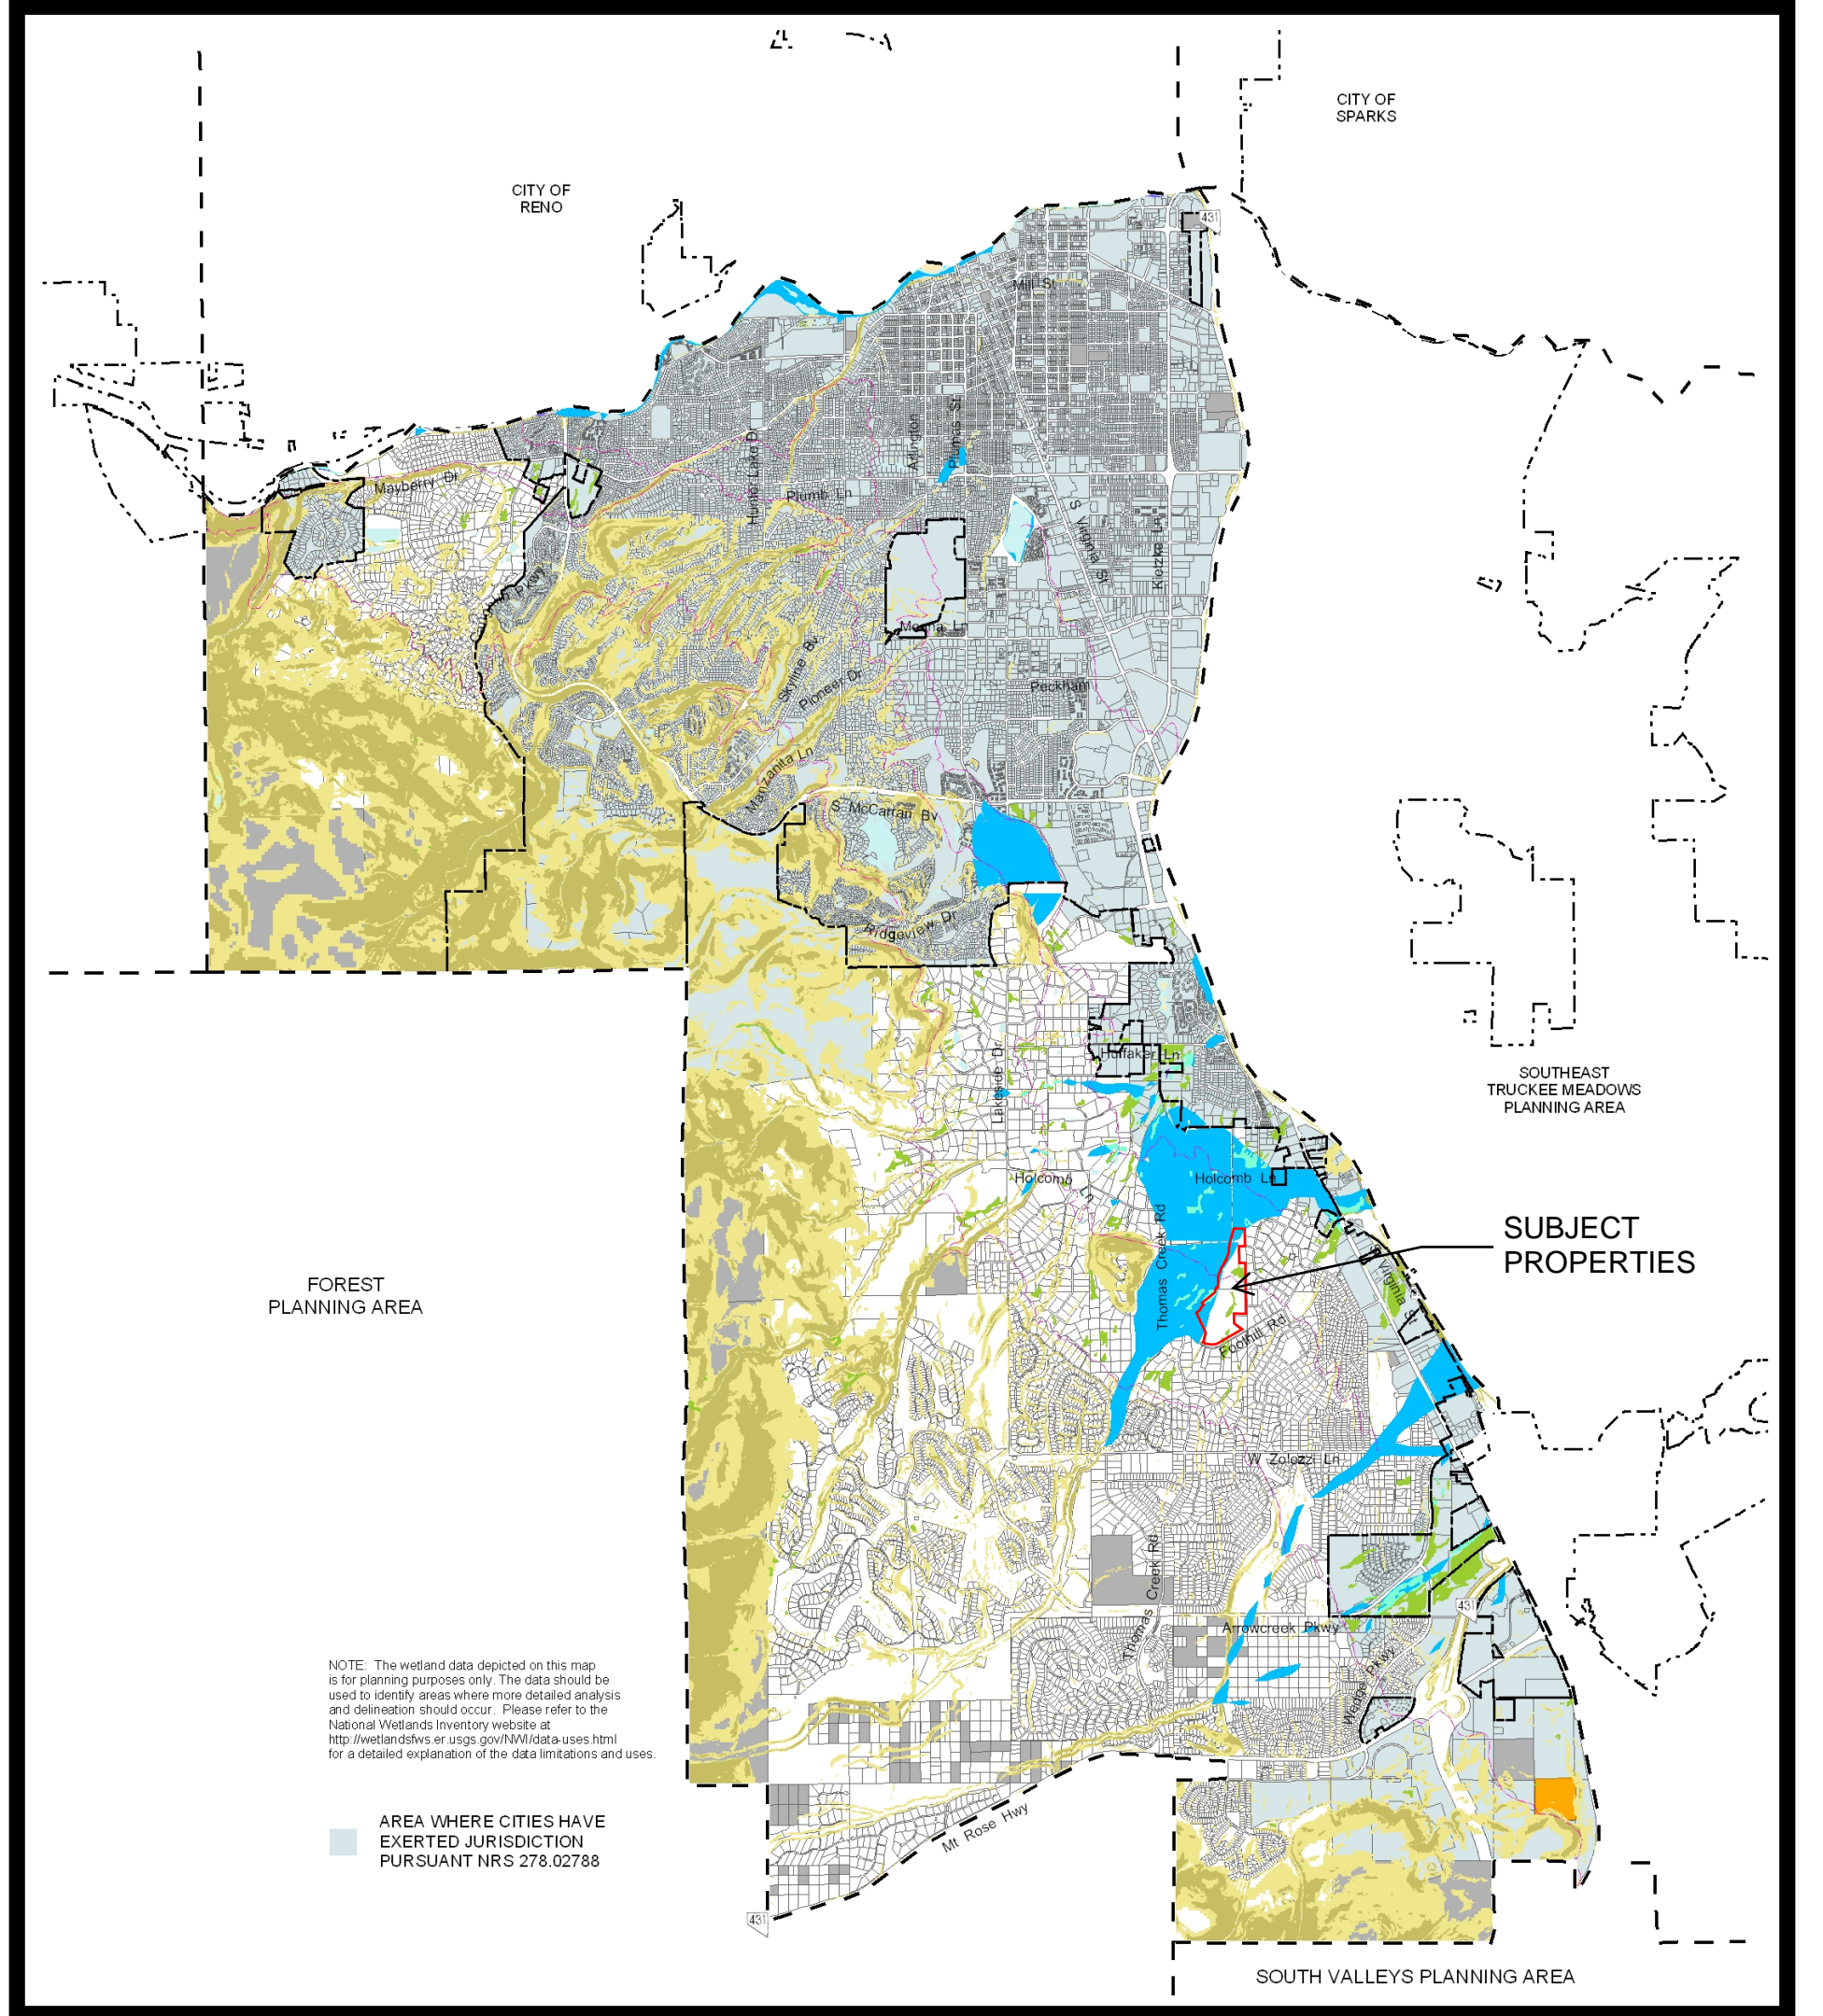 CITY OF
SPARKS
CITY OF
RENO
431
Mill St
Arlington
Plumas St
Hunter Lake Dr
Mayberry Dr
Plumb Ln
S Virginia St
Kietzke Ln
Pkwy
Moana Ln
Skyline Bv
Pioneer Dr
Peckham
Manzanita Ln
S McCarran Bv
Ridgeview Dr
Huffaker Ln
Lakeside Dr
SOUTHEAST
TRUCKEE MEADOWS
PLANNING AREA
Holcomb Ln
Holcomb Ln
Thomas Creek Rd
SUBJECT
PROPERTIES
S Virginia St
FOREST
PLANNING AREA
Foothill Rd
W Zolezzi Ln
Thomas Creek Rd
431
Arrowcreek Pkwy
Wedge Pkwy
NOTE: The wetland data depicted on this map
is for planning purposes only. The data should be
used to identify areas where more detailed analysis
and delineation should occur. Please refer to the
National Wetlands Inventory website at
http://wetlandsfws.er.usgs.gov/NWI/data-uses.html
for a detailed explanation of the data limitations and uses.
AREA WHERE CITIES HAVE
EXERTED JURISDICTION
PURSUANT NRS 278.02788
Mt Rose Hwy
431
SOUTH VALLEYS PLANNING AREA